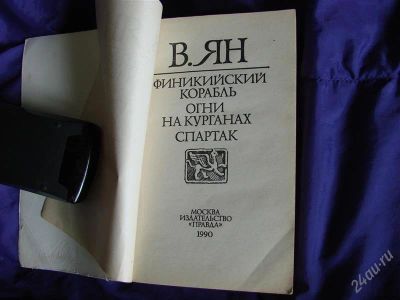 В. ЯН
ФИНИКИЙСКИЙ
КОРАБЛЬ
ОГНИ
НА КУРГАНАХ
СПАРТАК
МОСКВА
ИЗДАТЕЛЬСТВО
«ПРАВДА»
1990
24au.ru